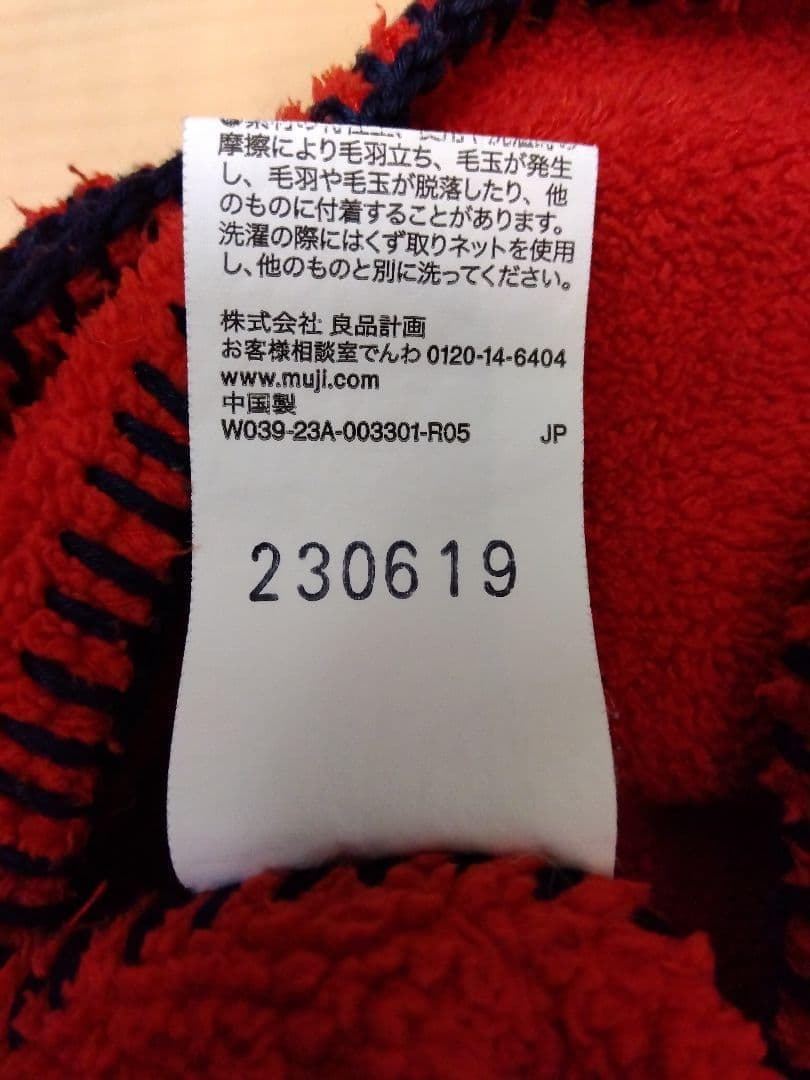 摩擦により毛羽立ち、毛玉が発生
し、毛羽や毛玉が脱落したり、他
のものに付着することがあります。
洗濯の際にはくず取りネットを使用
し、他のものと別に洗ってください。
株式会社 良品計画
お客様相談室でんわ 0120-14-6404
www.muji.com
中国製
W039-23A-003301-R05 JP
230619